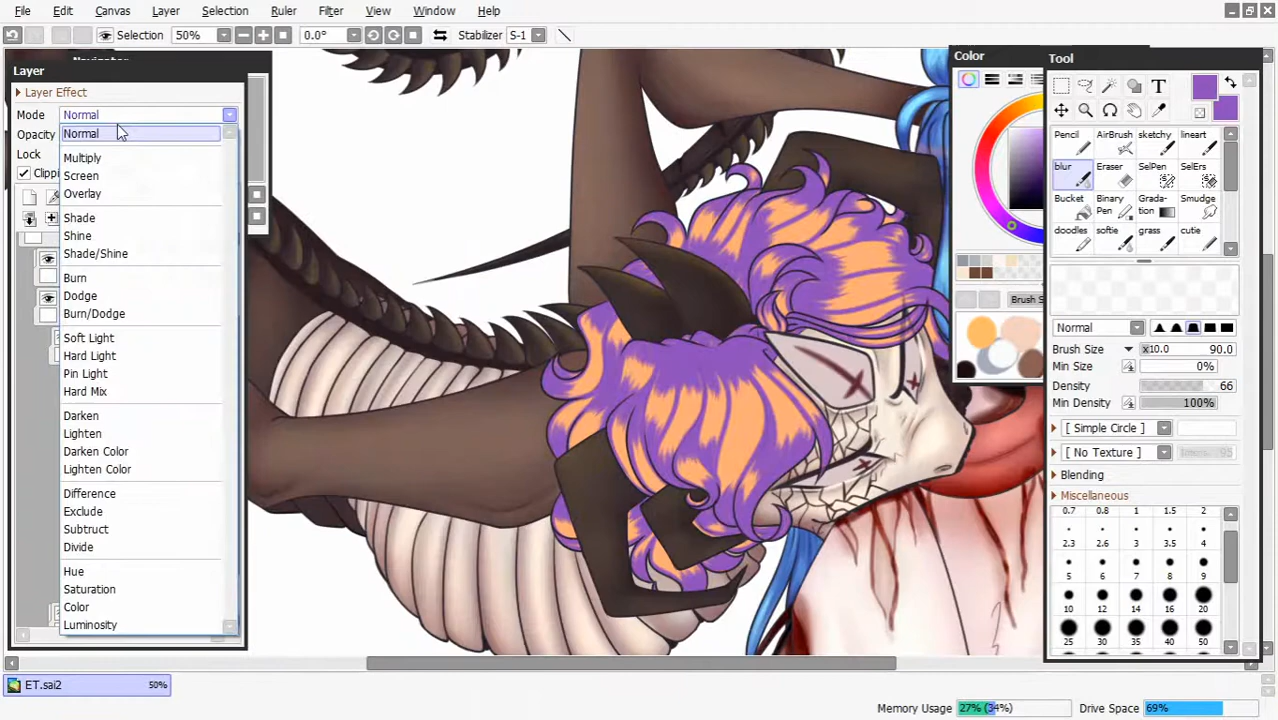 File Edit Canvas Layer Selection Ruler Filter View Window Help
Selection 50% 0.0° Stabilizer S-1
Navigator
Layer
Layer Effect
Mode Normal
Opacity Normal
Lock
Multiply
Screen
Overlay
Shade
Shine
Shade/Shine
Burn
Dodge
Burn/Dodge
Soft Light
Hard Light
Pin Light
Hard Mix
Darken
Lighten
Darken Color
Lighten Color
Difference
Exclude
Subtract
Divide
Hue
Saturation
Color
Luminosity
Color
Tool
T
Pencil AirBrush sketchy lineart
blur Eraser SelPen SelErs
Bucket Binary Pen Grada-tion Smudge
doodles softie grass cutie
Normal
Brush Size x10.0 90.0
Min Size 0%
Density 66
Min Density 100%
[ Simple Circle ]
[ No Texture ] 95
Blending
Miscellaneous
0.7 0.8 1 1.5 2
2.3 2.6 3 3.5 4
5 6 7 8 9
10 12 14 16 20
25 30 35 40 50
ET.sai2 50%
Memory Usage 27% (34%) Drive Space 69%